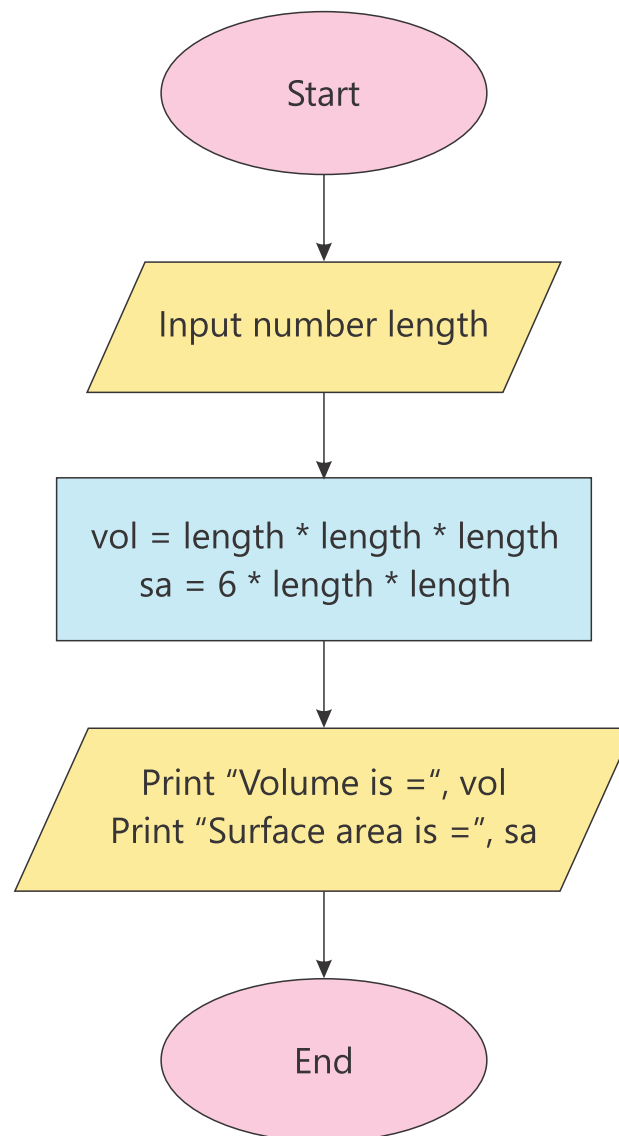 Start
Input number length
vol = length * length * length
sa = 6 * length * length
Print “Volume is =“, vol
Print “Surface area is =”, sa
End